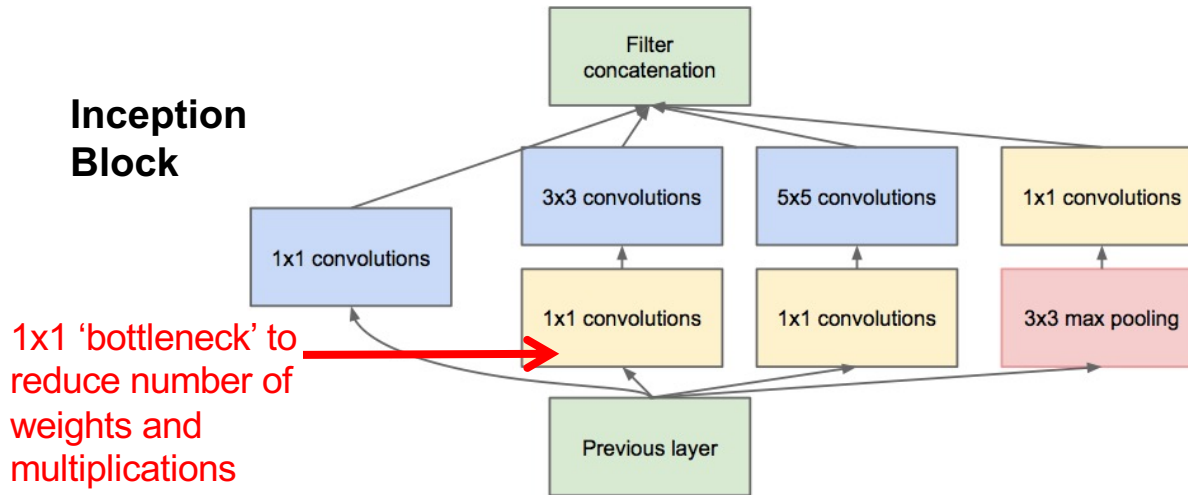 Filter
concatenation
Inception
Block
3x3 convolutions
5x5 convolutions
1x1 convolutions
1x1 convolutions
1x1 convolutions
1x1 convolutions
3x3 max pooling
1x1 ‘bottleneck’ to
reduce number of
weights and
multiplications
Previous layer